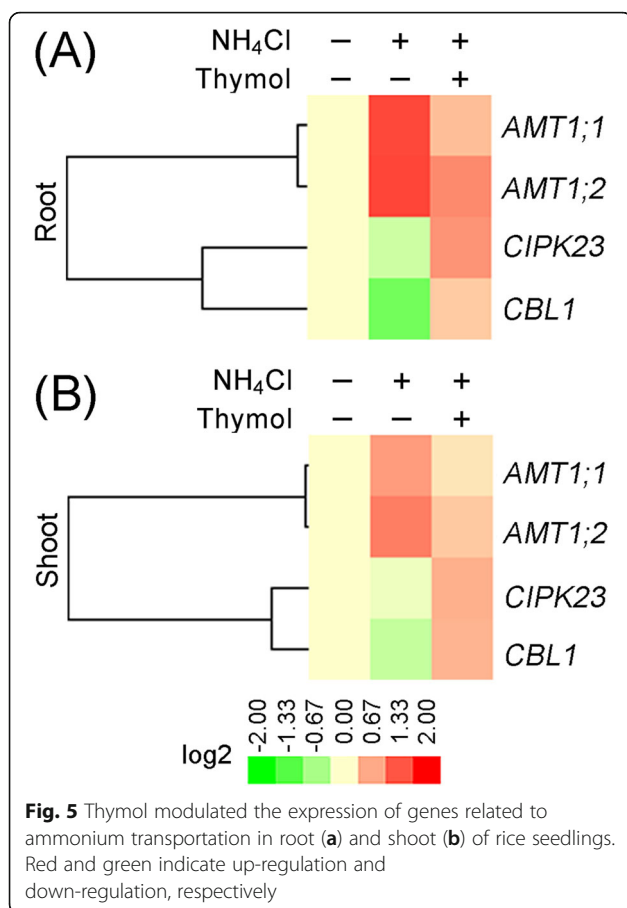 (A)
NH₄Cl − + +
Thymol − − +
Root
AMT1;1
AMT1;2
CIPK23
CBL1
(B)
NH₄Cl − + +
Thymol − − +
Shoot
AMT1;1
AMT1;2
CIPK23
CBL1
log2 -2.00 -1.33 -0.67 0.00 0.67 1.33 2.00
Fig. 5 Thymol modulated the expression of genes related to
ammonium transportation in root (a) and shoot (b) of rice seedlings.
Red and green indicate up-regulation and
down-regulation, respectively